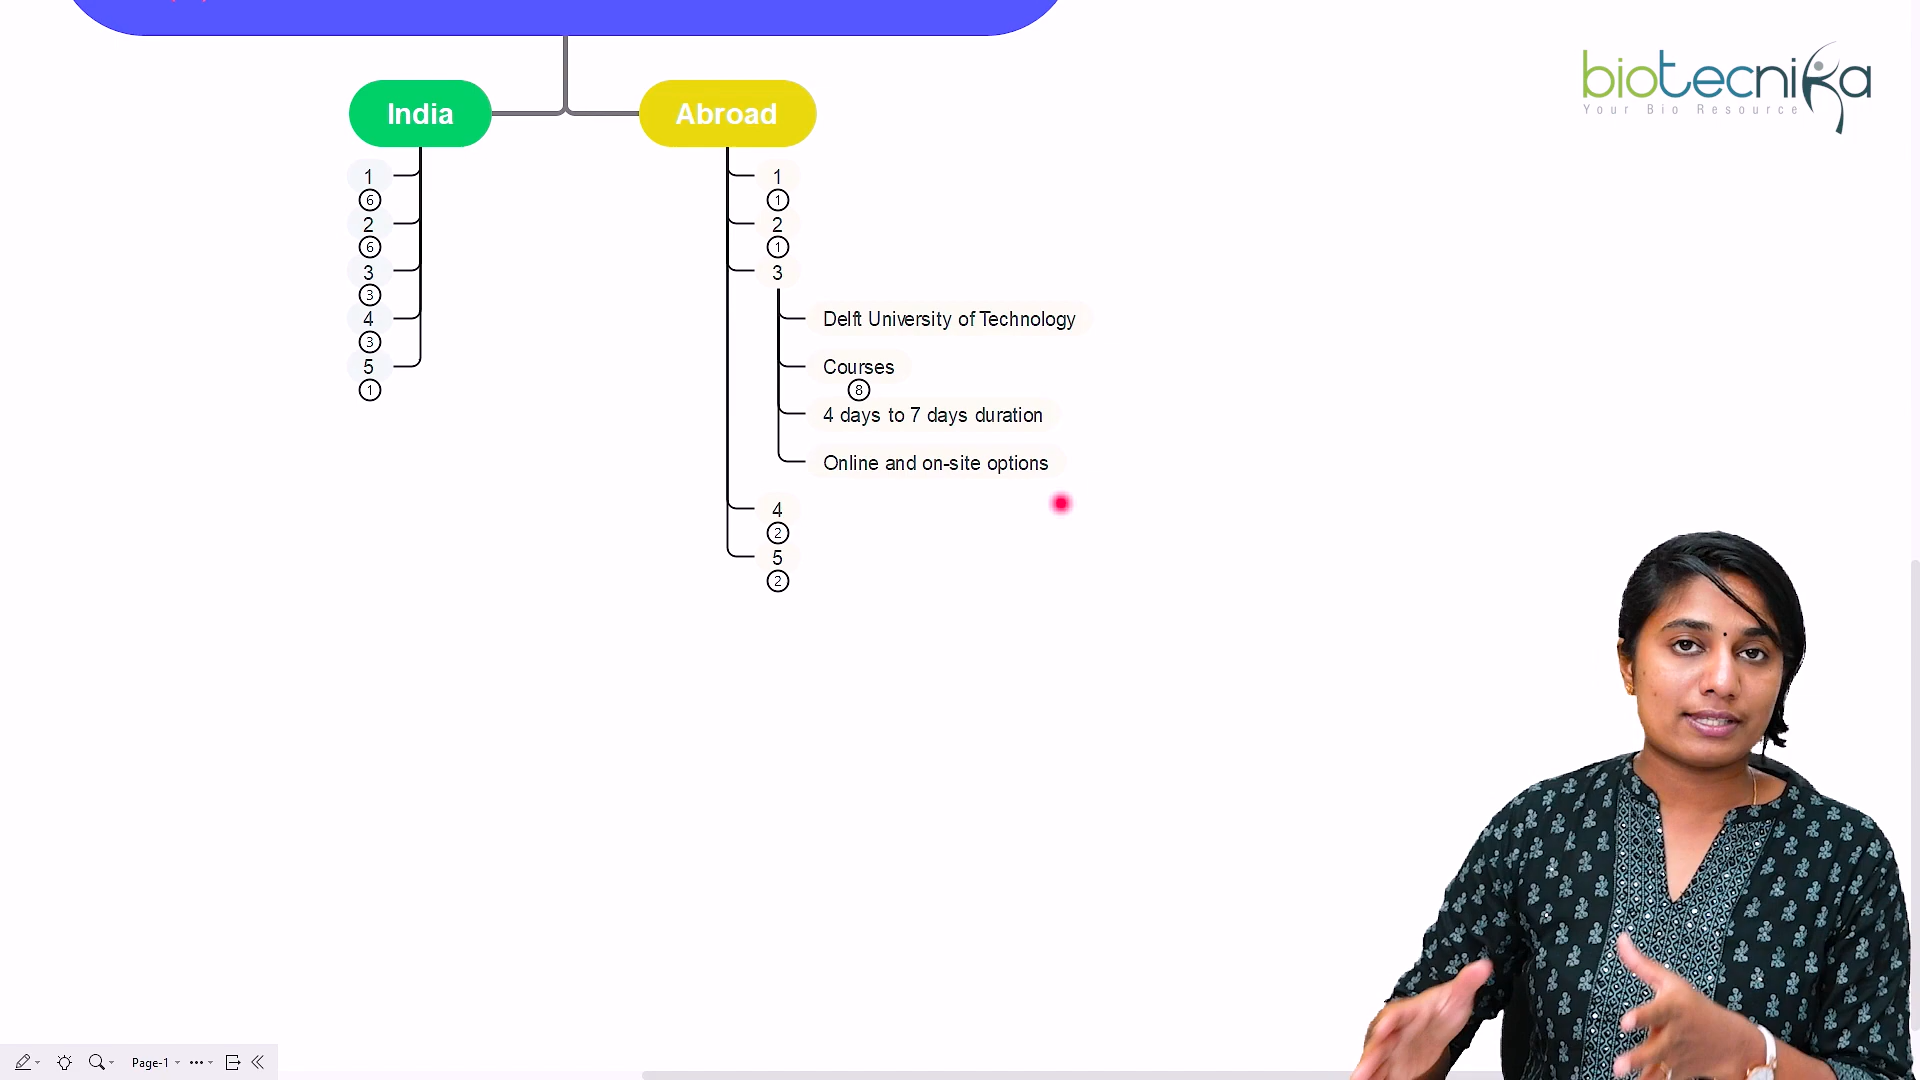 biotecnika
Your Bio Resource
India
1
6
2
6
3
3
4
3
5
1
Abroad
1
1
2
1
3
Delft University of Technology
Courses
8
4 days to 7 days duration
Online and on-site options
4
2
5
2
Page-1